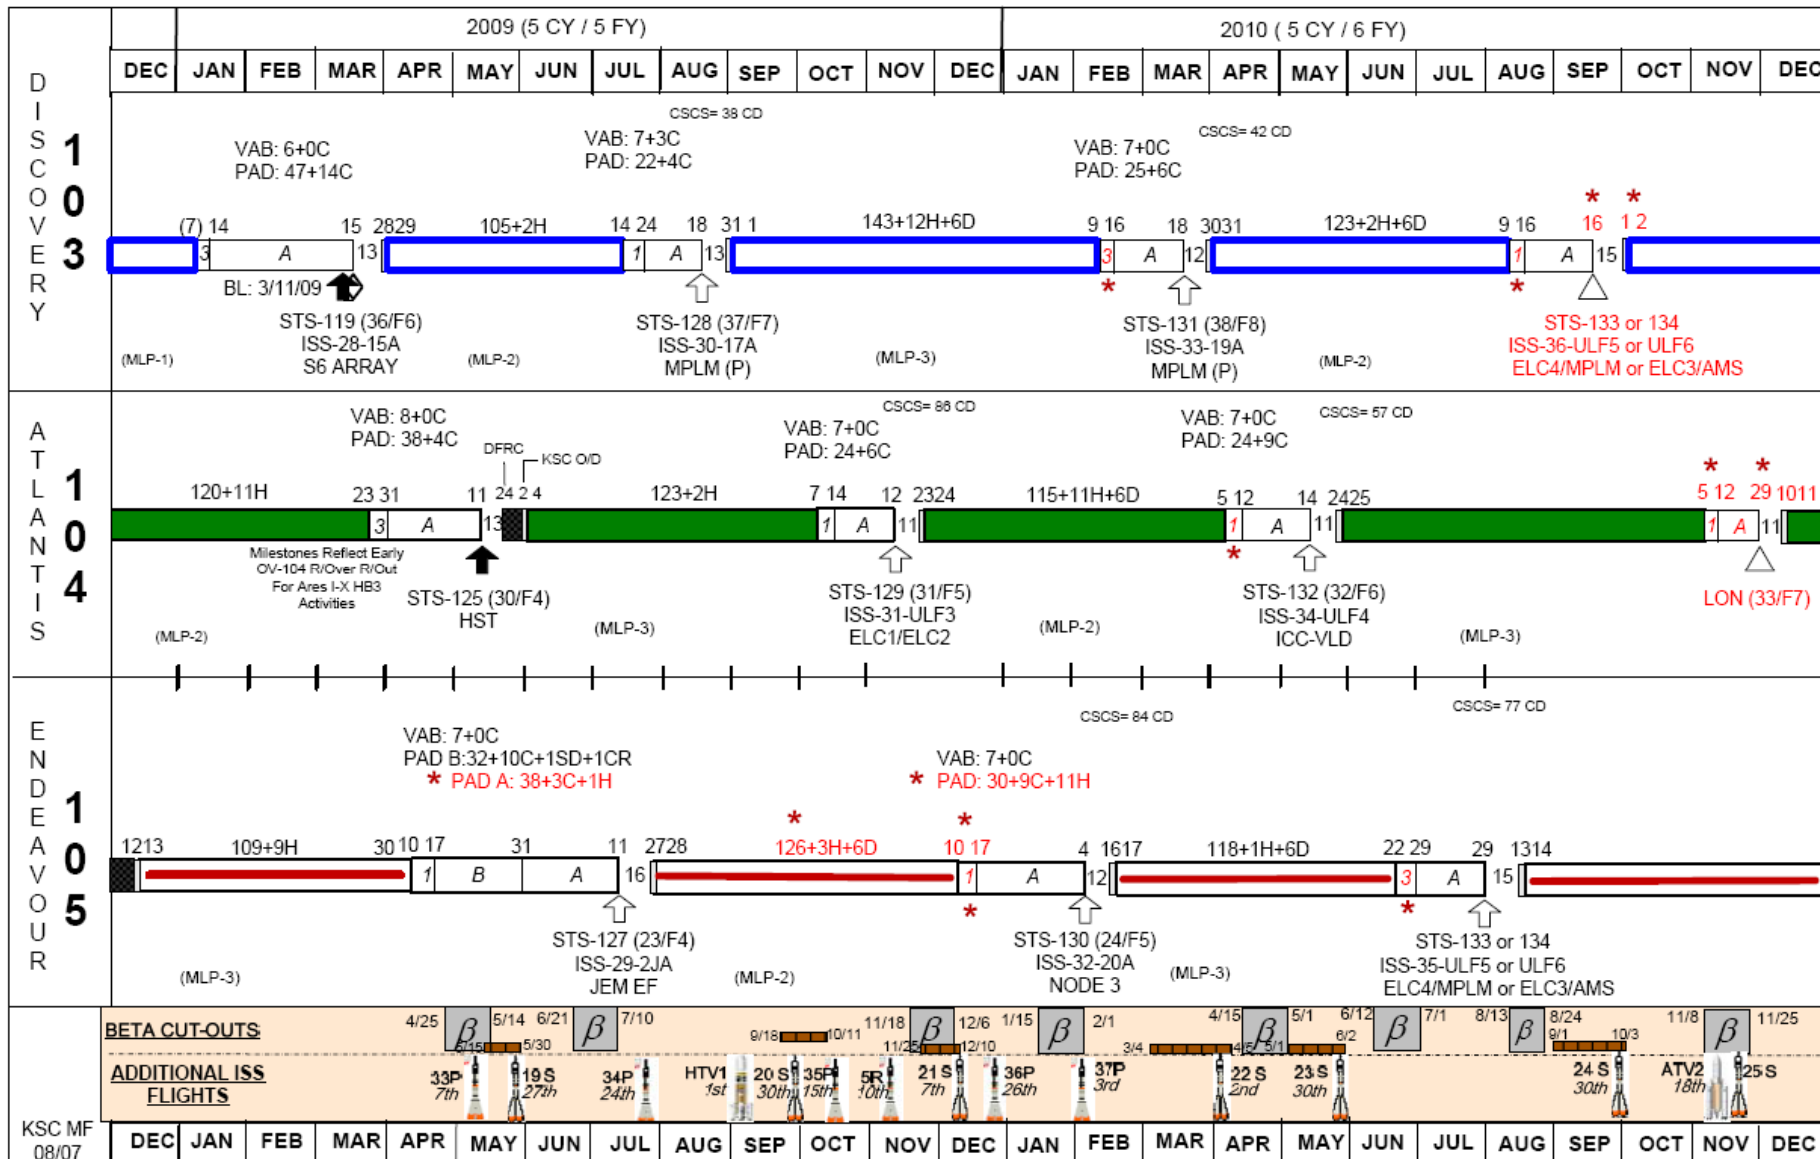 2009 (5 CY / 5 FY)
2010 ( 5 CY / 6 FY)
DEC JAN FEB MAR APR MAY JUN JUL AUG SEP OCT NOV DEC JAN FEB MAR APR MAY JUN JUL AUG SEP OCT NOV DEC
DISCOVERY
103
CSCS= 38 CD
CSCS= 42 CD
VAB: 6+0C
PAD: 47+14C
VAB: 7+3C
PAD: 22+4C
VAB: 7+0C
PAD: 25+6C
* *
(7) 14 15 2829 105+2H 14 24 18 31 1 143+12H+6D 9 16 18 3031 123+2H+6D 9 16 16 1 2
3 A 13 1 A 13 3 A 12 1 A 15
* *
BL: 3/11/09
STS-119 (36/F6)
ISS-28-15A
S6 ARRAY
STS-128 (37/F7)
ISS-30-17A
MPLM (P)
STS-131 (38/F8)
ISS-33-19A
MPLM (P)
STS-133 or 134
ISS-36-ULF5 or ULF6
ELC4/MPLM or ELC3/AMS
(MLP-1) (MLP-2) (MLP-3) (MLP-2)
ATLANTIS
104
CSCS= 86 CD
CSCS= 57 CD
VAB: 8+0C
PAD: 38+4C
DFRC
KSC O/D
VAB: 7+0C
PAD: 24+6C
VAB: 7+0C
PAD: 24+9C
* *
120+11H 23 31 11 24 2 4 123+2H 7 14 12 2324 115+11H+6D 5 12 14 2425 5 12 29 1011
3 A 13 1 A 11 1 A 11 1 A 11
*
Milestones Reflect Early
OV-104 R/Over R/Out
For Ares I-X HB3
Activities
STS-125 (30/F4)
HST
STS-129 (31/F5)
ISS-31-ULF3
ELC1/ELC2
STS-132 (32/F6)
ISS-34-ULF4
ICC-VLD
LON (33/F7)
(MLP-2) (MLP-3) (MLP-2) (MLP-3)
ENDEAVOUR
105
CSCS= 84 CD
CSCS= 77 CD
VAB: 7+0C
PAD B:32+10C+1SD+1CR
* PAD A: 38+3C+1H
VAB: 7+0C
* PAD: 30+9C+11H
* *
1213 109+9H 30 10 17 31 11 2728 126+3H+6D 10 17 4 1617 118+1H+6D 22 29 29 1314
1 B A 16 1 A 12 3 A 15
* *
STS-127 (23/F4)
ISS-29-2JA
JEM EF
STS-130 (24/F5)
ISS-32-20A
NODE 3
STS-133 or 134
ISS-35-ULF5 or ULF6
ELC4/MPLM or ELC3/AMS
(MLP-3) (MLP-2) (MLP-3)
BETA CUT-OUTS
4/25 β 5/14 6/21 β 7/10 11/18 β 12/6 1/15 β 2/1 4/15 β 5/1 6/12 β 7/1 8/13 β 8/24 11/8 β 11/25
5/15 5/30 9/18 10/11 11/25 12/10 3/4 4/5 5/1 6/2 9/1 10/3
ADDITIONAL ISS
FLIGHTS
33P
7th
19 S
27th
34P
24th
HTV1
1st
20 S
30th
35P
15th
5R
10th
21 S
7th
36P
26th
37P
3rd
22 S
2nd
23 S
30th
24 S
30th
ATV2
18th
25 S
KSC MF
08/07
DEC JAN FEB MAR APR MAY JUN JUL AUG SEP OCT NOV DEC JAN FEB MAR APR MAY JUN JUL AUG SEP OCT NOV DEC